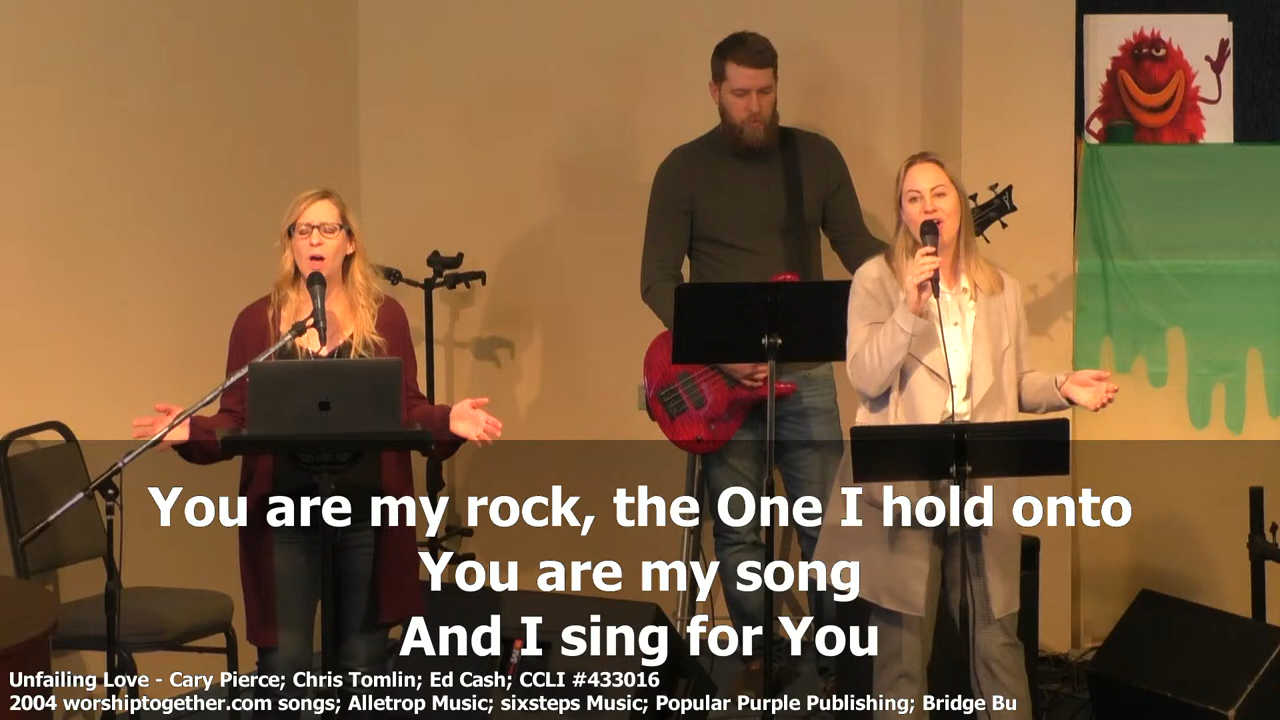 You are my rock, the One I hold onto
You are my song
And I sing for You
Unfailing Love - Cary Pierce; Chris Tomlin; Ed Cash; CCLI #433016
2004 worshiptogether.com songs; Alletrop Music; sixsteps Music; Popular Purple Publishing; Bridge Bu